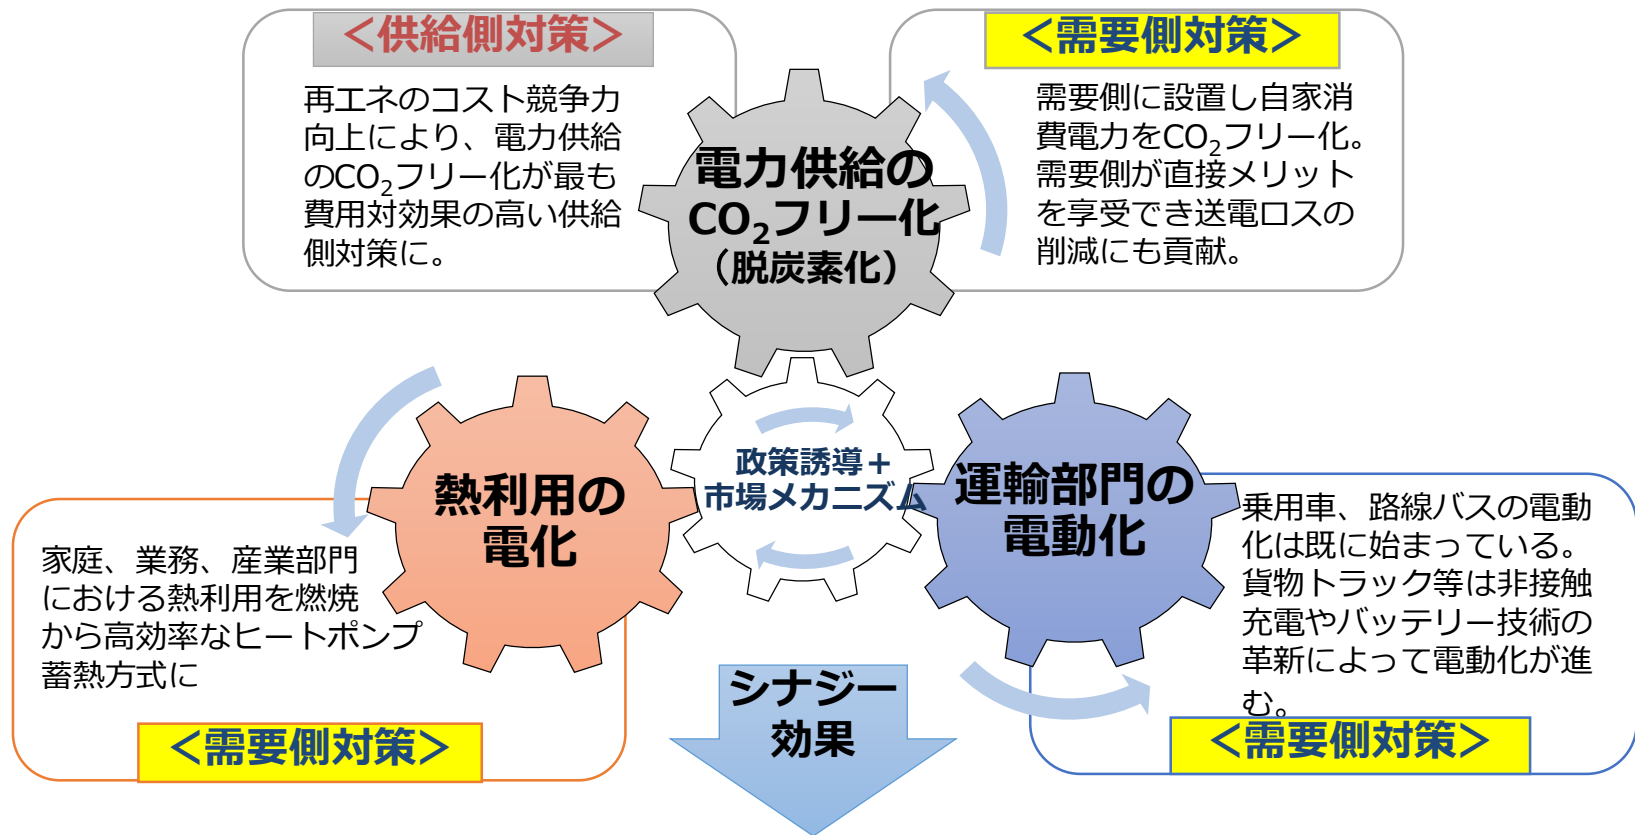 ＜供給側対策＞
再エネのコスト競争力
向上により、電力供給
のCO₂フリー化が最も
費用対効果の高い供給
側対策に。
＜需要側対策＞
需要側に設置し自家消
費電力をCO₂フリー化。
需要側が直接メリット
を享受でき送電ロスの
削減にも貢献。
電力供給の
CO₂フリー化
（脱炭素化）
政策誘導＋
市場メカニズム
熱利用の
電化
家庭、業務、産業部門
における熱利用を燃焼
から高効率なヒートポンプ
蓄熱方式に
＜需要側対策＞
運輸部門の
電動化
乗用車、路線バスの電動
化は既に始まっている。
貨物トラック等は非接触
充電やバッテリー技術の
革新によって電動化が進
む。
＜需要側対策＞
シナジー
効果